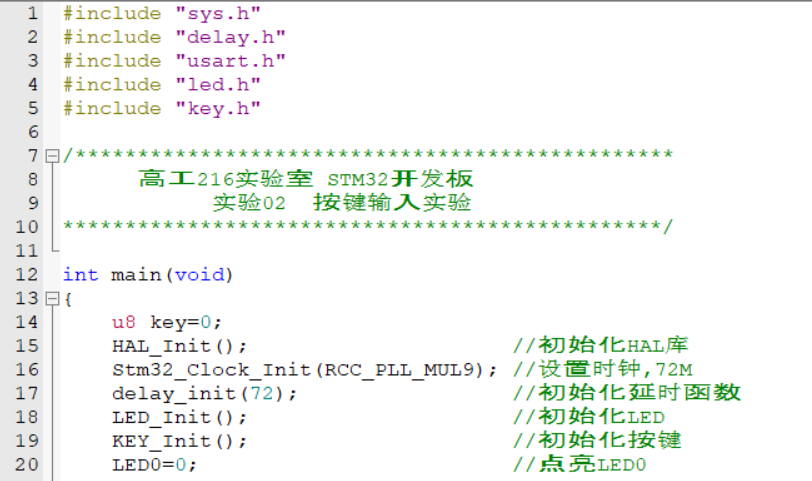 1 #include "sys.h"
2 #include "delay.h"
3 #include "usart.h"
4 #include "led.h"
5 #include "key.h"
6
7 /************************************************
8 高工216实验室 STM32开发板
9 实验02 按键输入实验
10 ************************************************/
11
12 int main(void)
13 {
14 u8 key=0;
15 HAL_Init(); //初始化HAL库
16 Stm32_Clock_Init(RCC_PLL_MUL9); //设置时钟,72M
17 delay_init(72); //初始化延时函数
18 LED_Init(); //初始化LED
19 KEY_Init(); //初始化按键
20 LED0=0; //点亮LED0